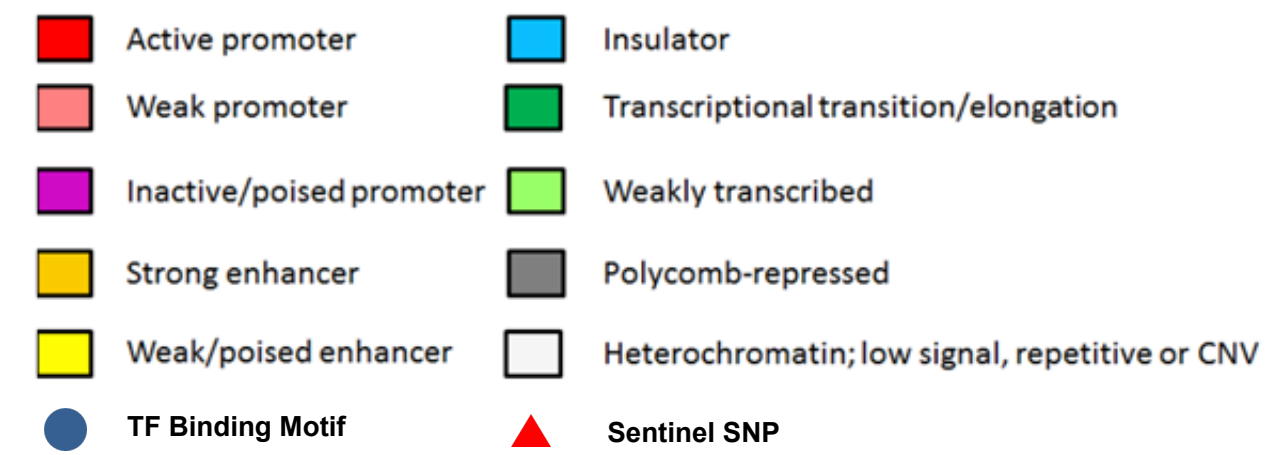 Active promoter
Insulator
Weak promoter
Transcriptional transition/elongation
Inactive/poised promoter
Weakly transcribed
Strong enhancer
Polycomb-repressed
Weak/poised enhancer
Heterochromatin; low signal, repetitive or CNV
TF Binding Motif
Sentinel SNP